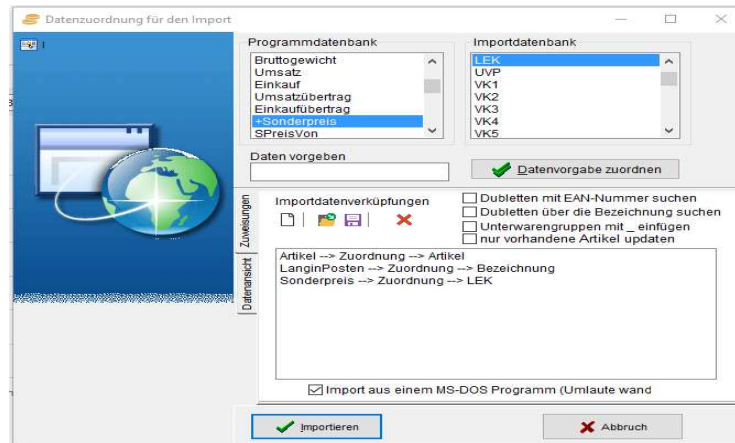 Datenzuordnung für den Import
Programmdatenbank
Bruttogewicht
Umsatz
Einkauf
Umsatzübertrag
Einkaufübertrag
+Sonderpreis
SPreisVon
Importdatenbank
LEK
UVP
VK1
VK2
VK3
VK4
VK5
Daten vorgeben
Datenvorgabe zuordnen
Zuweisungen
Datenansicht
Importdatenverküpfungen
Dubletten mit EAN-Nummer suchen
Dubletten über die Bezeichnung suchen
Unterwarengruppen mit _ einfügen
nur vorhandene Artikel updaten
Artikel --> Zuordnung --> Artikel
LanginPosten --> Zuordnung --> Bezeichnung
Sonderpreis --> Zuordnung --> LEK
Import aus einem MS-DOS Programm (Umlaute wand
Importieren
Abbruch